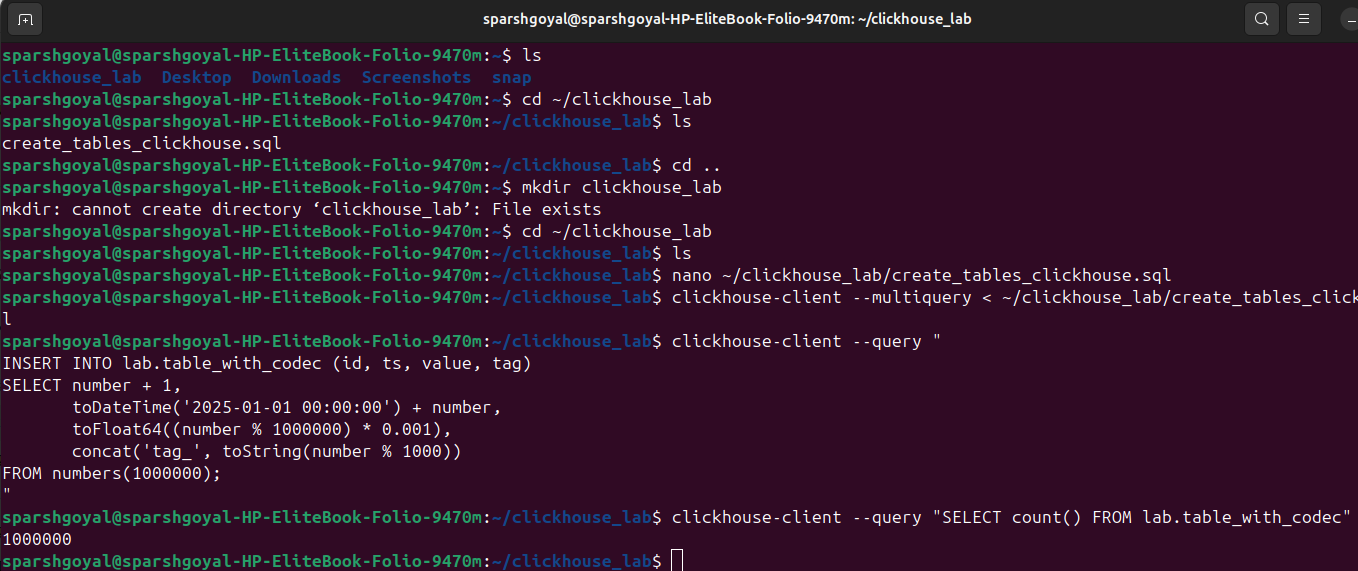 sparshgoyal@sparshgoyal-HP-EliteBook-Folio-9470m: ~/clickhouse_lab
sparshgoyal@sparshgoyal-HP-EliteBook-Folio-9470m:~$ ls
clickhouse_lab  Desktop  Downloads  Screenshots  snap
sparshgoyal@sparshgoyal-HP-EliteBook-Folio-9470m:~$ cd ~/clickhouse_lab
sparshgoyal@sparshgoyal-HP-EliteBook-Folio-9470m:~/clickhouse_lab$ ls
create_tables_clickhouse.sql
sparshgoyal@sparshgoyal-HP-EliteBook-Folio-9470m:~/clickhouse_lab$ cd ..
sparshgoyal@sparshgoyal-HP-EliteBook-Folio-9470m:~$ mkdir clickhouse_lab
mkdir: cannot create directory ‘clickhouse_lab’: File exists
sparshgoyal@sparshgoyal-HP-EliteBook-Folio-9470m:~$ cd ~/clickhouse_lab
sparshgoyal@sparshgoyal-HP-EliteBook-Folio-9470m:~/clickhouse_lab$ ls
sparshgoyal@sparshgoyal-HP-EliteBook-Folio-9470m:~/clickhouse_lab$ nano ~/clickhouse_lab/create_tables_clickhouse.sql
sparshgoyal@sparshgoyal-HP-EliteBook-Folio-9470m:~/clickhouse_lab$ clickhouse-client --multiquery < ~/clickhouse_lab/create_tables_click
l
sparshgoyal@sparshgoyal-HP-EliteBook-Folio-9470m:~/clickhouse_lab$ clickhouse-client --query "
INSERT INTO lab.table_with_codec (id, ts, value, tag)
SELECT number + 1,
       toDateTime('2025-01-01 00:00:00') + number,
       toFloat64((number % 1000000) * 0.001),
       concat('tag_', toString(number % 1000))
FROM numbers(1000000);
"
sparshgoyal@sparshgoyal-HP-EliteBook-Folio-9470m:~/clickhouse_lab$ clickhouse-client --query "SELECT count() FROM lab.table_with_codec"
1000000
sparshgoyal@sparshgoyal-HP-EliteBook-Folio-9470m:~/clickhouse_lab$